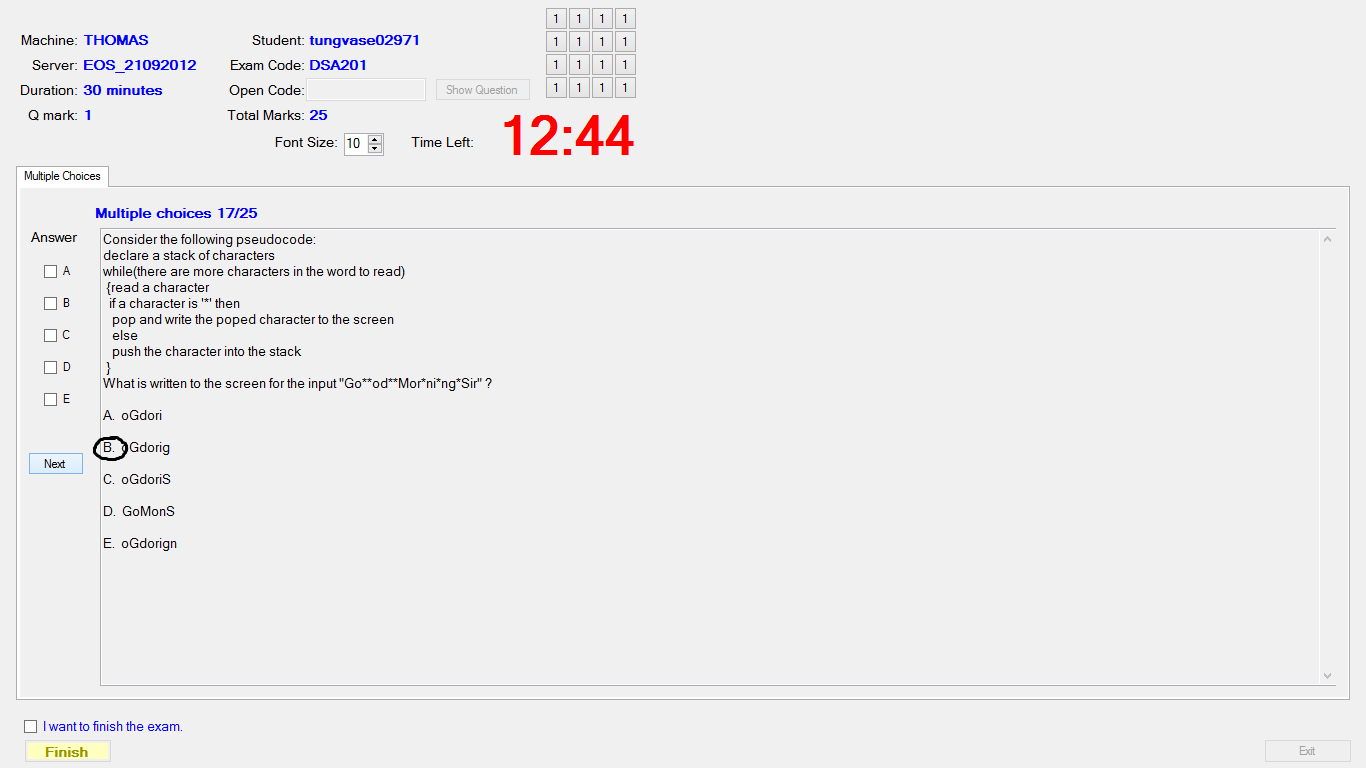 Machine: THOMAS
Student: tungvase02971
1 1 1 1
Server: EOS_21092012
Exam Code: DSA201
1 1 1 1
Duration: 30 minutes
Open Code:
Show Question
1 1 1 1
Q mark: 1
Total Marks: 25
1 1 1 1
Font Size: 10
Time Left: 12:44
Multiple Choices
Multiple choices 17/25
Answer
A
B
C
D
E
Next
Consider the following pseudocode:
declare a stack of characters
while(there are more characters in the word to read)
{read a character
if a character is '*' then
pop and write the poped character to the screen
else
push the character into the stack
}
What is written to the screen for the input "Go**od**Mor*ni*ng*Sir" ?
A. oGdori
B. oGdorig
C. oGdoriS
D. GoMonS
E. oGdorign
I want to finish the exam.
Finish
Exit